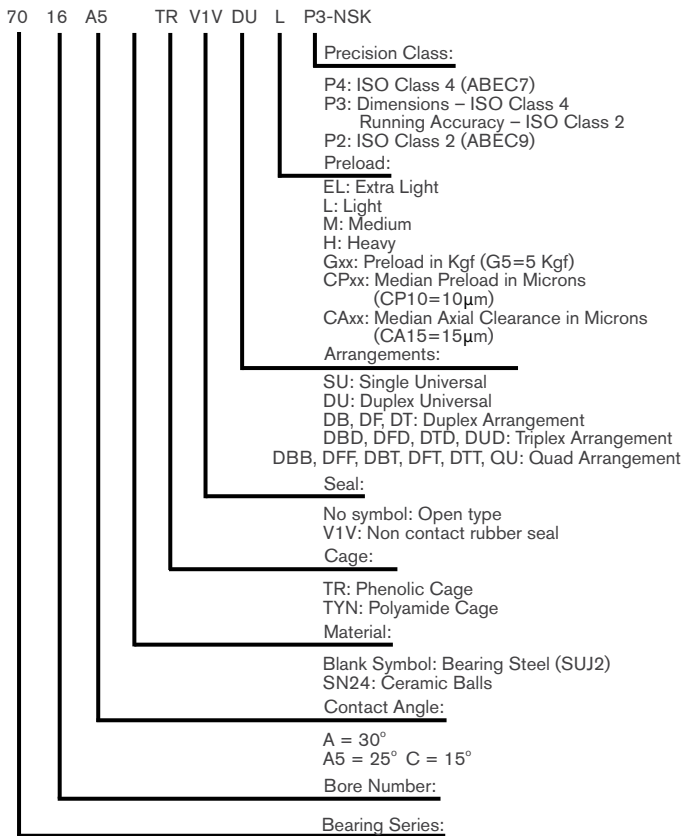 70 16 A5 TR V1V DU L P3-NSK
Precision Class:
P4: ISO Class 4 (ABEC7)
P3: Dimensions – ISO Class 4
Running Accuracy – ISO Class 2
P2: ISO Class 2 (ABEC9)
Preload:
EL: Extra Light
L: Light
M: Medium
H: Heavy
Gxx: Preload in Kgf (G5=5 Kgf)
CPxx: Median Preload in Microns
(CP10=10µm)
CAxx: Median Axial Clearance in Microns
(CA15=15µm)
Arrangements:
SU: Single Universal
DU: Duplex Universal
DB, DF, DT: Duplex Arrangement
DBD, DFD, DTD, DUD: Triplex Arrangement
DBB, DFF, DBT, DFT, DTT, QU: Quad Arrangement
Seal:
No symbol: Open type
V1V: Non contact rubber seal
Cage:
TR: Phenolic Cage
TYN: Polyamide Cage
Material:
Blank Symbol: Bearing Steel (SUJ2)
SN24: Ceramic Balls
Contact Angle:
A = 30°
A5 = 25° C = 15°
Bore Number:
Bearing Series: